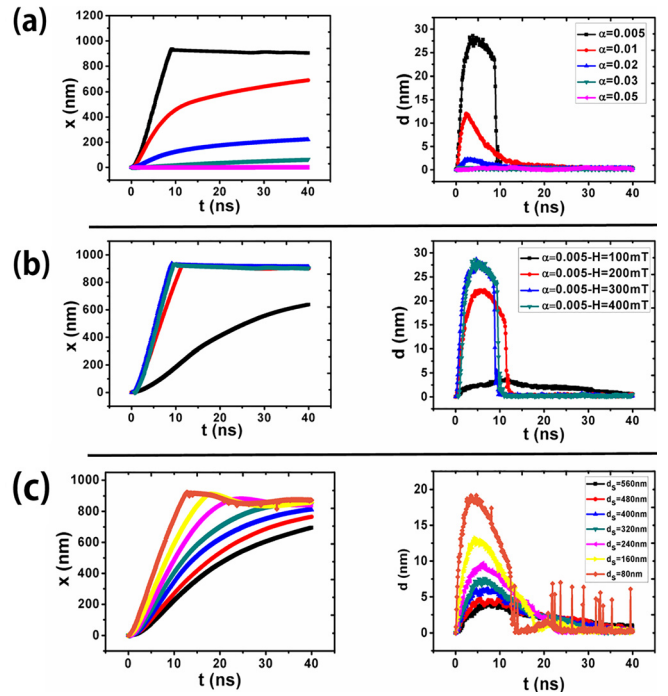 (a)
1200
1000
800
600
400
200
0
0 10 20 30 40
x (nm)
t (ns)
30
25
20
15
10
5
0
0 10 20 30 40
d (nm)
t (ns)
α=0.005
α=0.01
α=0.02
α=0.03
α=0.05
(b)
1000
800
600
400
200
0
0 10 20 30 40
x (nm)
t (ns)
30
25
20
15
10
5
0
0 10 20 30 40
d (nm)
t (ns)
α=0.005-H=100mT
α=0.005-H=200mT
α=0.005-H=300mT
α=0.005-H=400mT
(c)
1000
800
600
400
200
0
0 10 20 30 40
x (nm)
t (ns)
20
15
10
5
0
0 10 20 30 40
d (nm)
t (ns)
ds=560nm
ds=480nm
ds=400nm
ds=320nm
ds=240nm
ds=160nm
ds=80nm